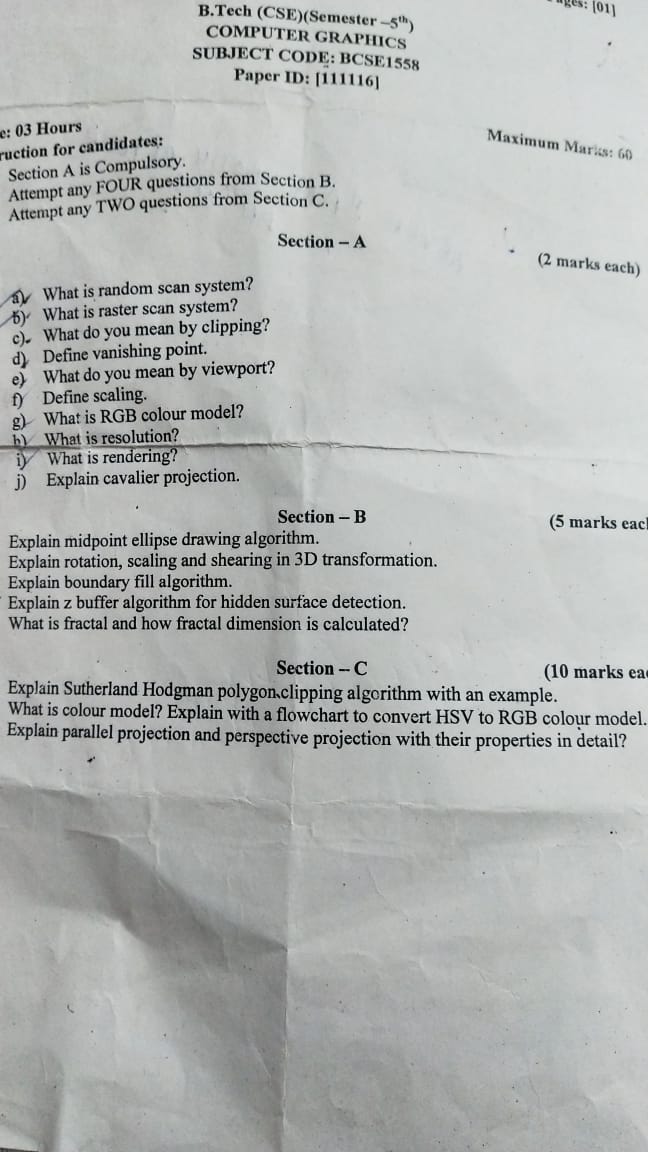 ges: [01]
B.Tech (CSE)(Semester –5th)
COMPUTER GRAPHICS
SUBJECT CODE: BCSE1558
Paper ID: [111116]
e: 03 Hours
Maximum Marks: 60
ruction for candidates:
Section A is Compulsory.
Attempt any FOUR questions from Section B.
Attempt any TWO questions from Section C.
Section – A
(2 marks each)
a) What is random scan system?
b) What is raster scan system?
c) What do you mean by clipping?
d) Define vanishing point.
e) What do you mean by viewport?
f) Define scaling.
g) What is RGB colour model?
h) What is resolution?
i) What is rendering?
j) Explain cavalier projection.
Section – B
(5 marks each
Explain midpoint ellipse drawing algorithm.
Explain rotation, scaling and shearing in 3D transformation.
Explain boundary fill algorithm.
Explain z buffer algorithm for hidden surface detection.
What is fractal and how fractal dimension is calculated?
Section – C
(10 marks ea
Explain Sutherland Hodgman polygon clipping algorithm with an example.
What is colour model? Explain with a flowchart to convert HSV to RGB colour model.
Explain parallel projection and perspective projection with their properties in detail?